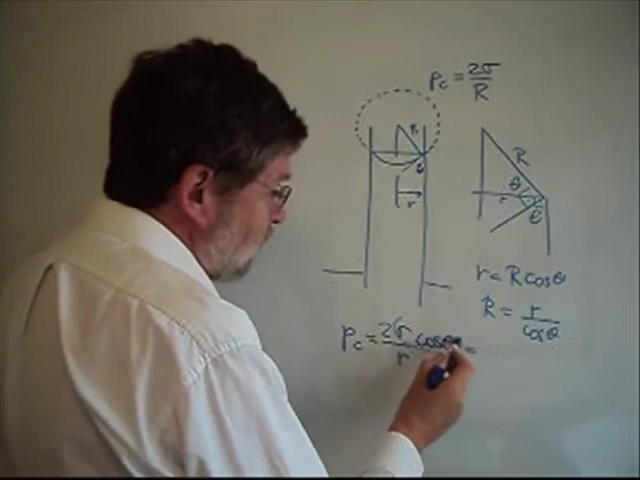 Pc = 2σ/R
R
θ
r
R
θ
r
θ
r = R cosθ
R = r/cosθ
Pc = 2σ/r cosθ =